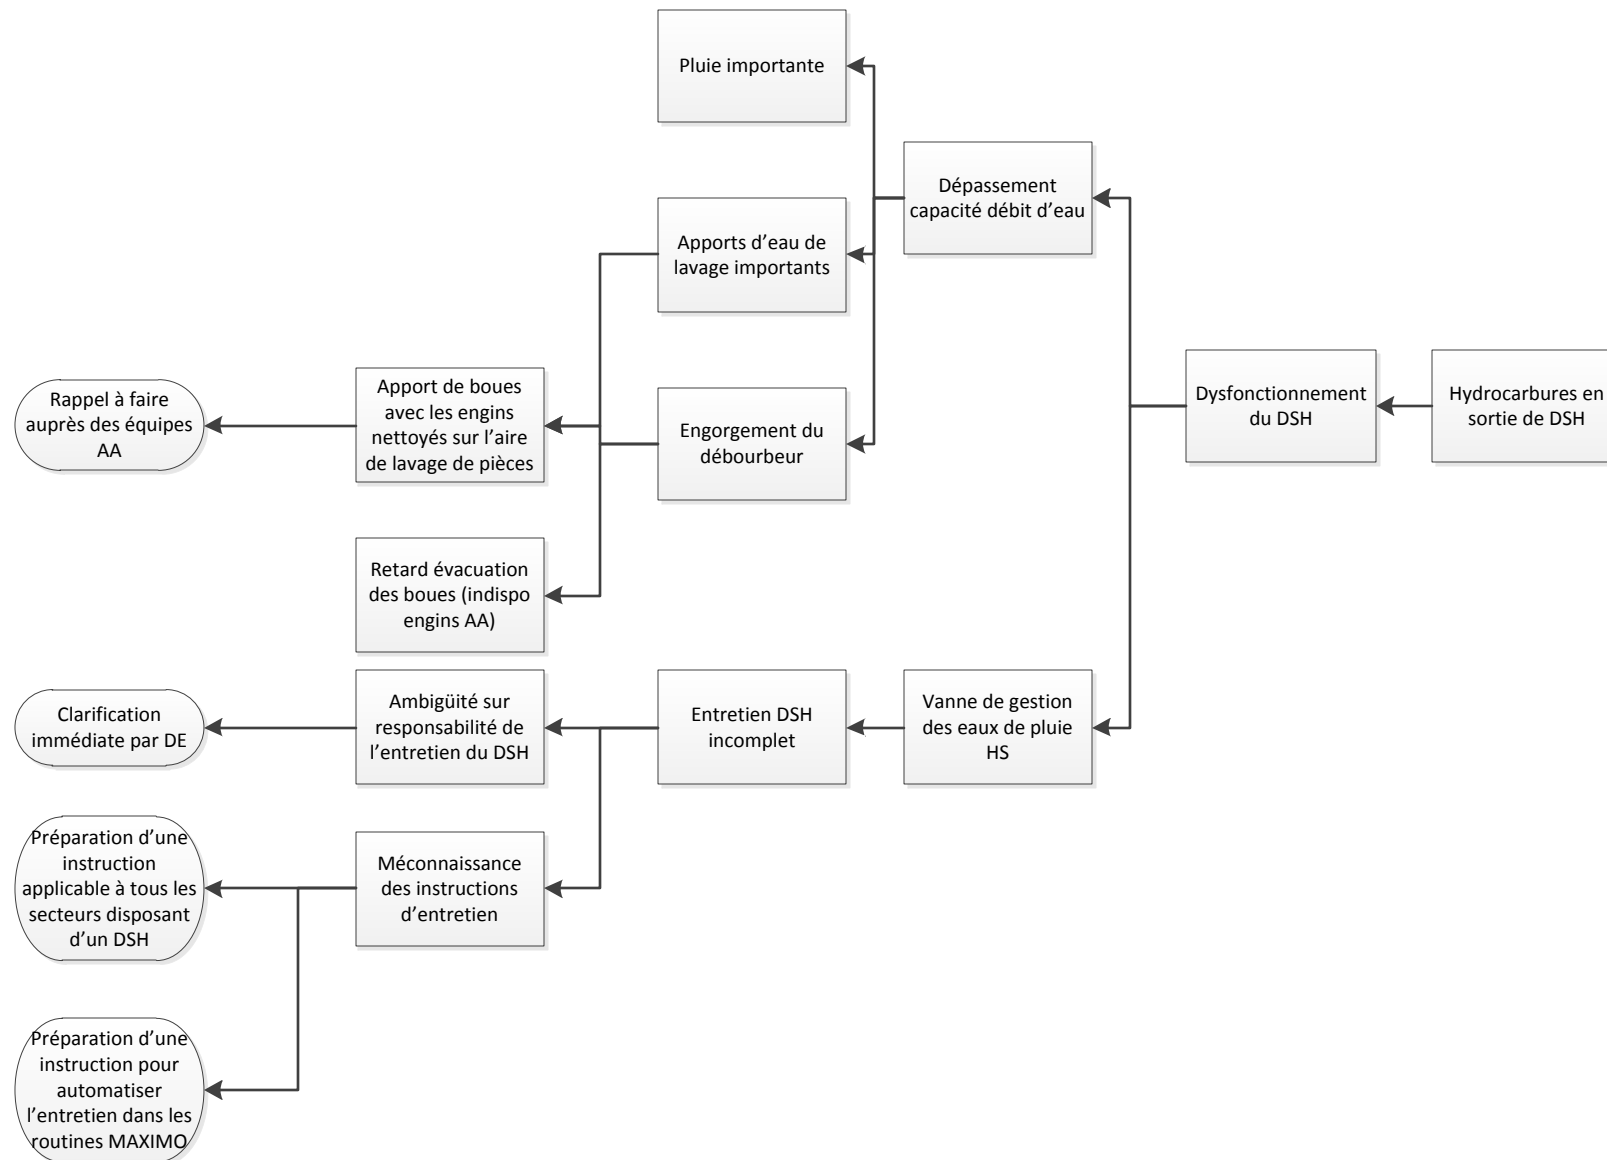 Pluie importante
Dépassement
capacité débit d’eau
Apports d’eau de
lavage importants
Apport de boues
avec les engins
nettoyés sur l’aire
de lavage de pièces
Rappel à faire
auprès des équipes
AA
Engorgement du
débourbeur
Dysfonctionnement
du DSH
Hydrocarbures en
sortie de DSH
Retard évacuation
des boues (indispo
engins AA)
Clarification
immédiate par DE
Ambigüité sur
responsabilité de
l’entretien du DSH
Entretien DSH
incomplet
Vanne de gestion
des eaux de pluie
HS
Préparation d’une
instruction
applicable à tous les
secteurs disposant
d’un DSH
Méconnaissance
des instructions
d’entretien
Préparation d’une
instruction pour
automatiser
l’entretien dans les
routines MAXIMO